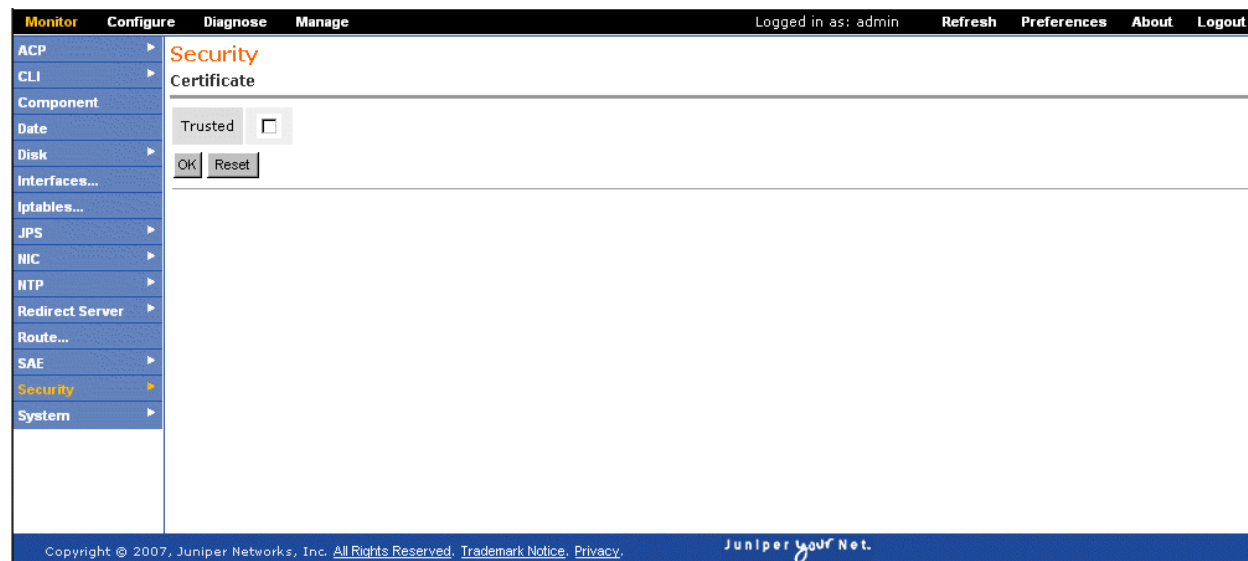 Monitor Configure Diagnose Manage Logged in as: admin Refresh Preferences About Logout
ACP
CLI
Component
Date
Disk
Interfaces...
Iptables...
JPS
NIC
NTP
Redirect Server
Route...
SAE
Security
System
Security
Certificate
Trusted
OK Reset
Copyright © 2007, Juniper Networks, Inc. All Rights Reserved. Trademark Notice. Privacy.
Juniper your Net.